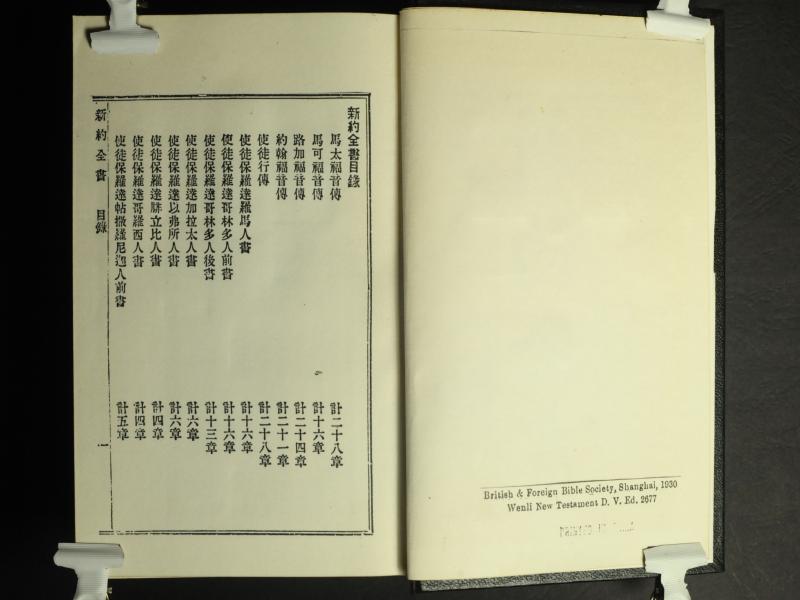 新約全書目錄
馬太福音傳 計二十八章
馬可福音傳 計十六章
路加福音傳 計二十四章
約翰福音傳 計二十一章
使徒行傳 計二十八章
使徒保羅達羅馬人書 計十六章
使徒保羅達哥林多人前書 計十六章
使徒保羅達哥林多人後書 計十三章
使徒保羅達加拉太人書 計六章
使徒保羅達以弗所人書 計六章
使徒保羅達腓立比人書 計四章
使徒保羅達哥羅西人書 計四章
使徒保羅達帖撒羅尼迦人前書 計五章
新約全書 目錄 一
British & Foreign Bible Society, Shanghai, 1930
Wenli New Testament D. V. Ed. 2677